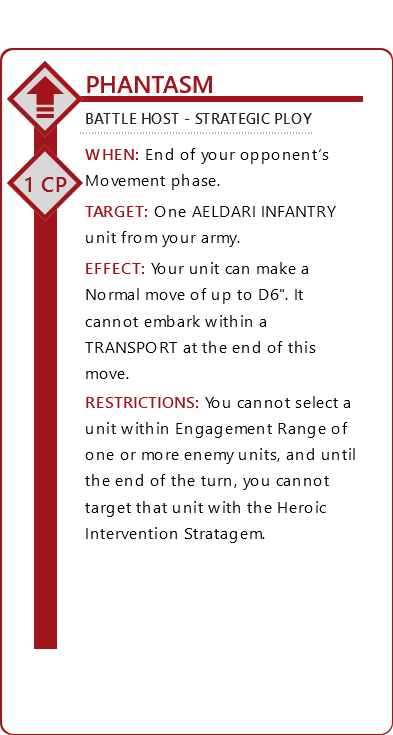 PHANTASM
BATTLE HOST - STRATEGIC PLOY
WHEN: End of your opponent’s
Movement phase.
1 CP
TARGET: One AELDARI INFANTRY
unit from your army.
EFFECT: Your unit can make a
Normal move of up to D6". It
cannot embark within a
TRANSPORT at the end of this
move.
RESTRICTIONS: You cannot select a
unit within Engagement Range of
one or more enemy units, and until
the end of the turn, you cannot
target that unit with the Heroic
Intervention Stratagem.